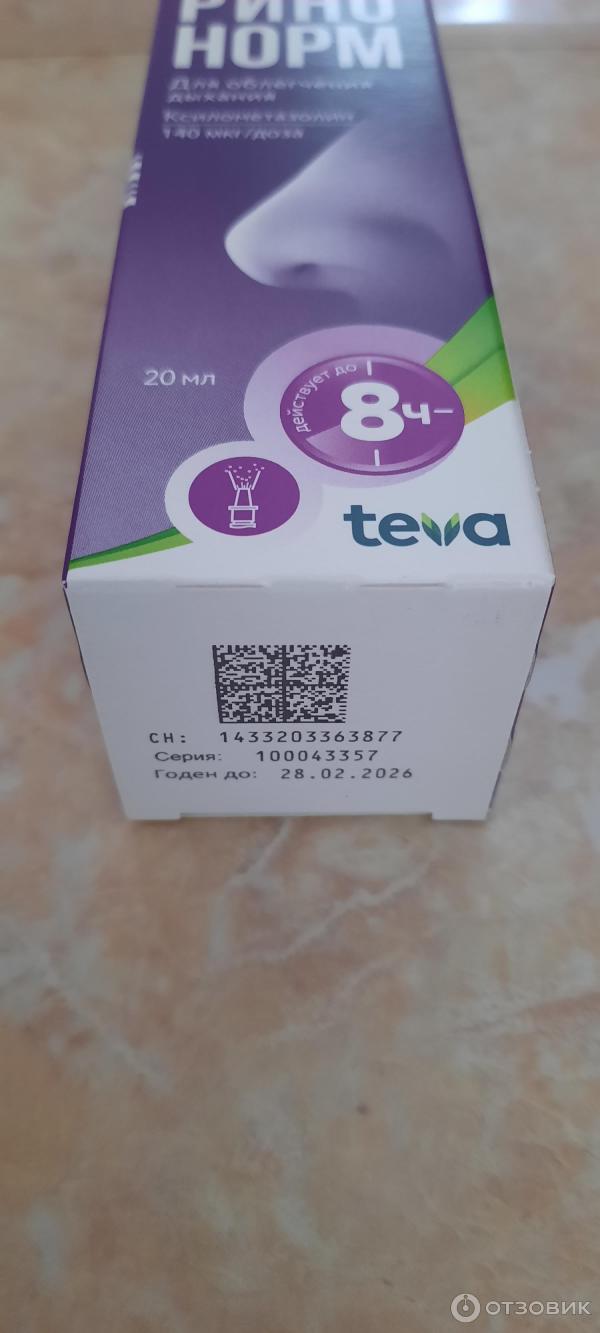 РИНО
НОРМ
Для облегчения
дыхания
Ксилометазолин
140 мкг/доза
20 мл
действует до
8ч
teva
СН: 1433203363877
Серия: 100043357
Годен до: 28.02.2026
ОТЗОВИК